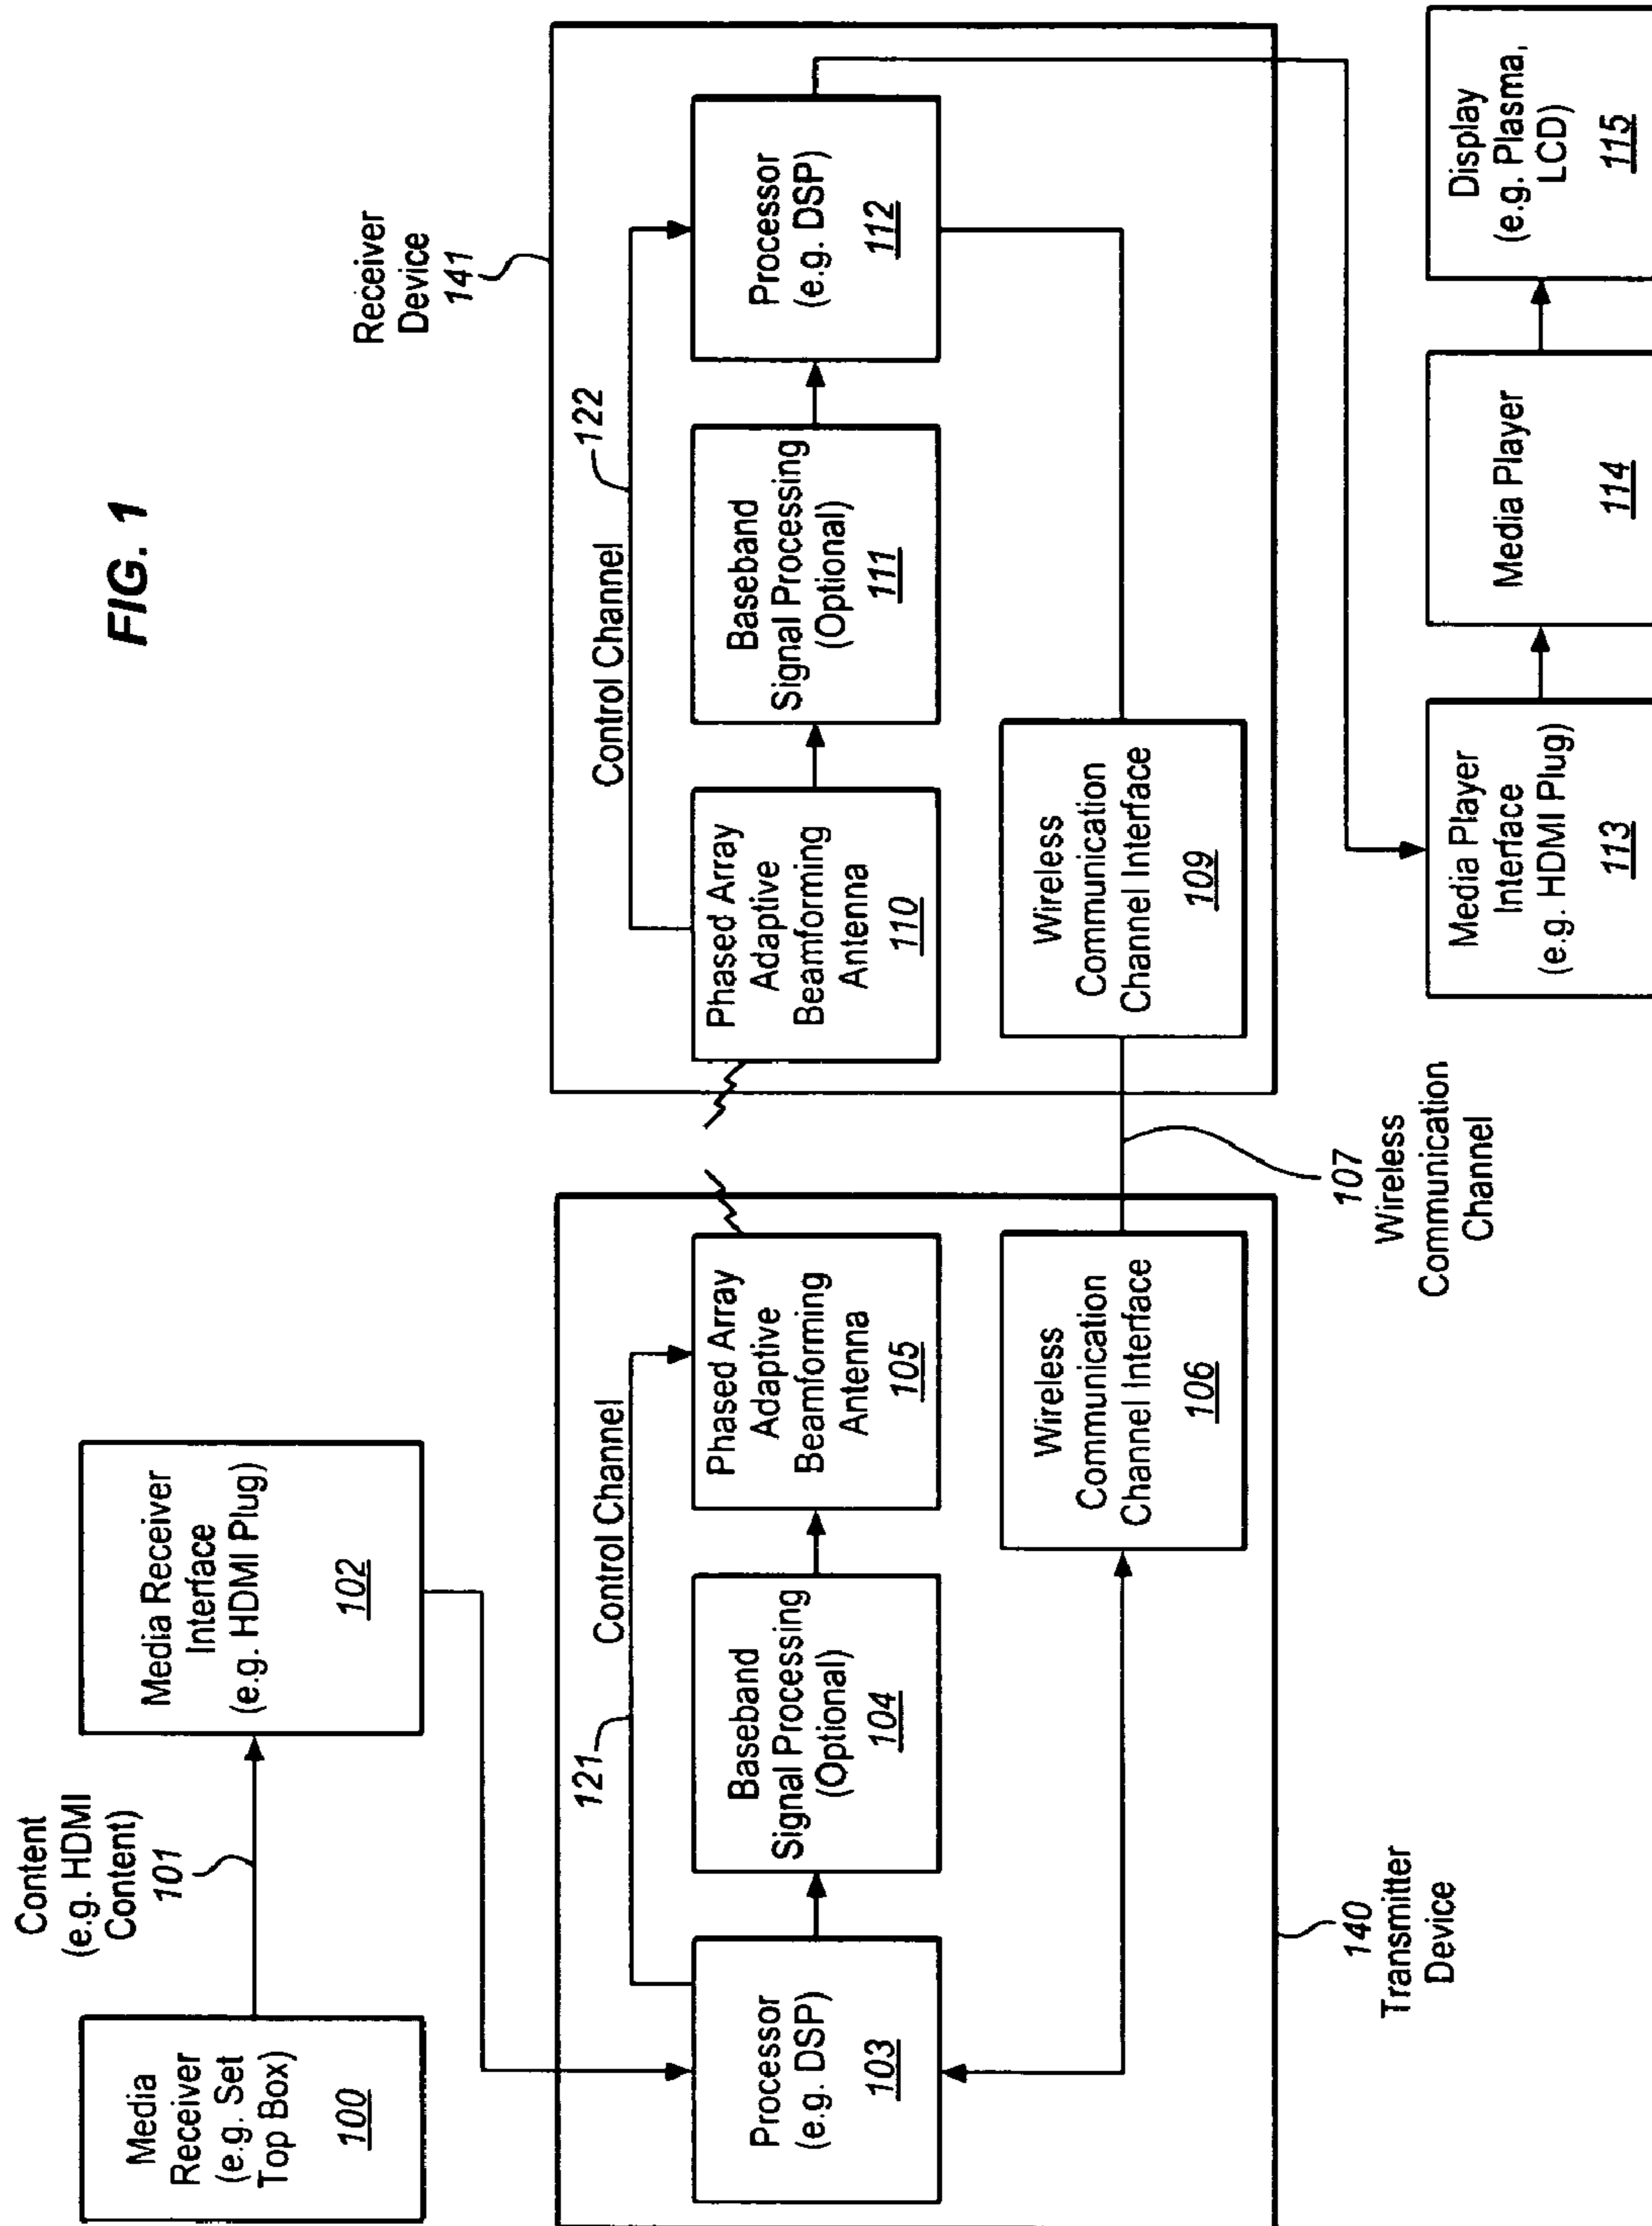 FIG. 1
Content
(e.g. HDMI
Content)
101
Media
Receiver
(e.g. Set
Top Box)
100
Media Receiver
Interface
(e.g. HDMI Plug)
102
121
Control Channel
Processor
(e.g. DSP)
103
Baseband
Signal Processing
(Optional)
104
Phased Array
Adaptive
Beamforming
Antenna
105
Wireless
Communication
Channel Interface
106
140
Transmitter
Device
107
Wireless
Communication
Channel
Receiver
Device
141
Control Channel
122
Phased Array
Adaptive
Beamforming
Antenna
110
Baseband
Signal Processing
(Optional)
111
Processor
(e.g. DSP)
112
Wireless
Communication
Channel Interface
109
Media Player
Interface
(e.g. HDMI Plug)
113
Media Player
114
Display
(e.g. Plasma,
LCD)
115